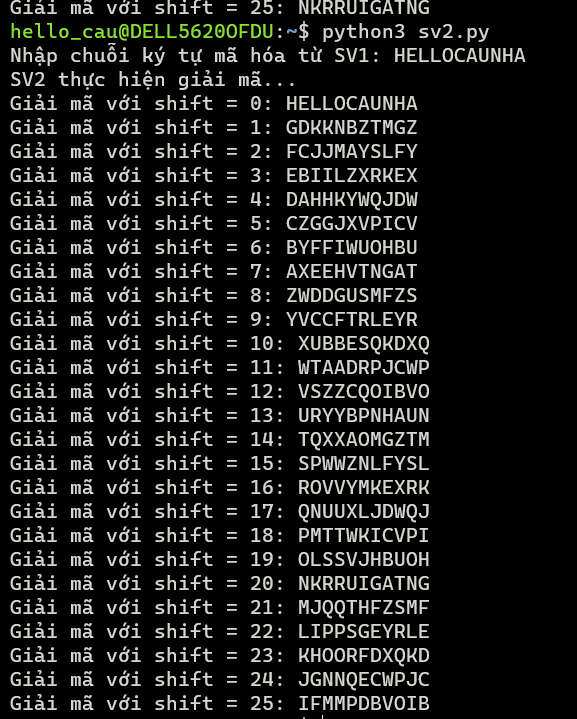 Giải mã với shift = 25: NKRRUIGATNG
hello_cau@DELL5620OFDU:~$ python3 sv2.py
Nhập chuỗi ký tự mã hóa từ SV1: HELLOCAUNHA
SV2 thực hiện giải mã...
Giải mã với shift = 0: HELLOCAUNHA
Giải mã với shift = 1: GDKKNBZTMGZ
Giải mã với shift = 2: FCJJMAYSLFY
Giải mã với shift = 3: EBIILZXRKEX
Giải mã với shift = 4: DAHHKYWQJDW
Giải mã với shift = 5: CZGGJXVPICV
Giải mã với shift = 6: BYFFIWUOHBU
Giải mã với shift = 7: AXEEHVTNGAT
Giải mã với shift = 8: ZWDDGUSMFZS
Giải mã với shift = 9: YVCCFTRLEYR
Giải mã với shift = 10: XUBBESQKDXQ
Giải mã với shift = 11: WTAADRPJCWP
Giải mã với shift = 12: VSZZCQOIBVO
Giải mã với shift = 13: URYYBPNHAUN
Giải mã với shift = 14: TQXXAOMGZTM
Giải mã với shift = 15: SPWWZNLFYSL
Giải mã với shift = 16: ROVVYMKEXRK
Giải mã với shift = 17: QNUUXLJDWQJ
Giải mã với shift = 18: PMTTWKICVPI
Giải mã với shift = 19: OLSSVJHBUOH
Giải mã với shift = 20: NKRRUIGATNG
Giải mã với shift = 21: MJQQTHFZSMF
Giải mã với shift = 22: LIPPSGEYRLE
Giải mã với shift = 23: KHOORFDXQKD
Giải mã với shift = 24: JGNNQECWPJC
Giải mã với shift = 25: IFMMPDBVOIB